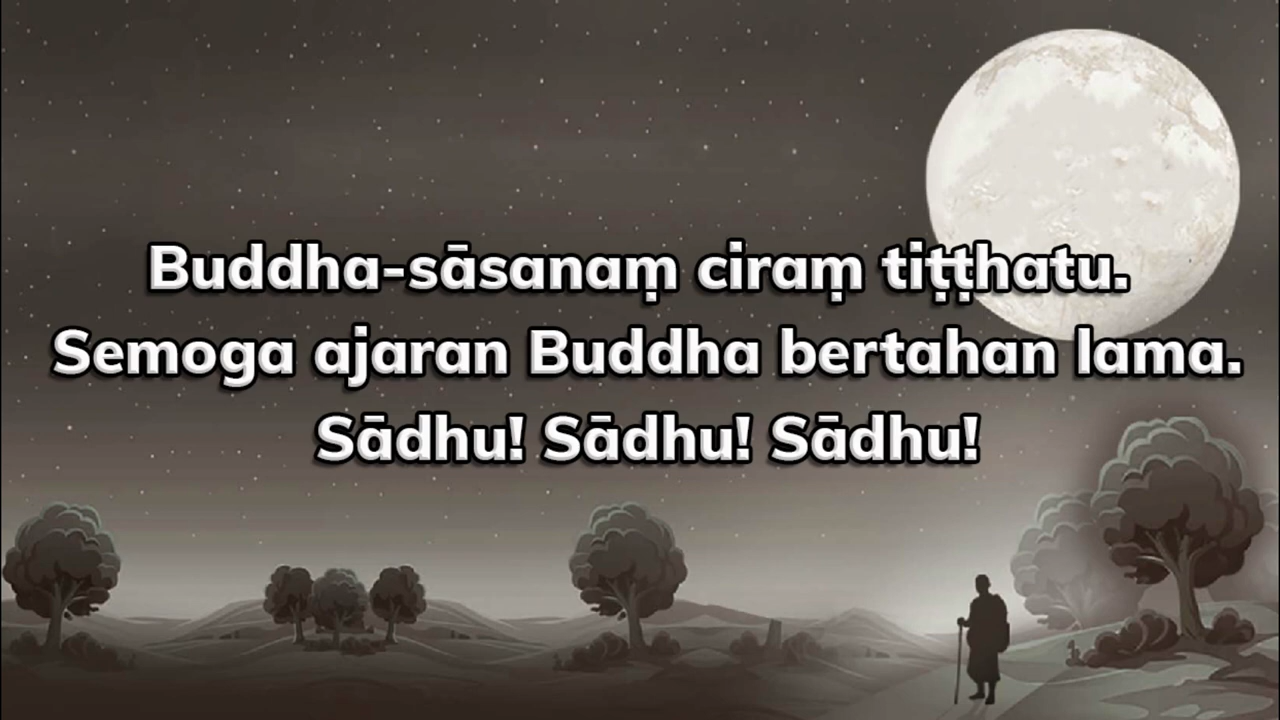 Buddha-sāsanaṃ ciraṃ tiṭṭhatu.
Semoga ajaran Buddha bertahan lama.
Sādhu! Sādhu! Sādhu!